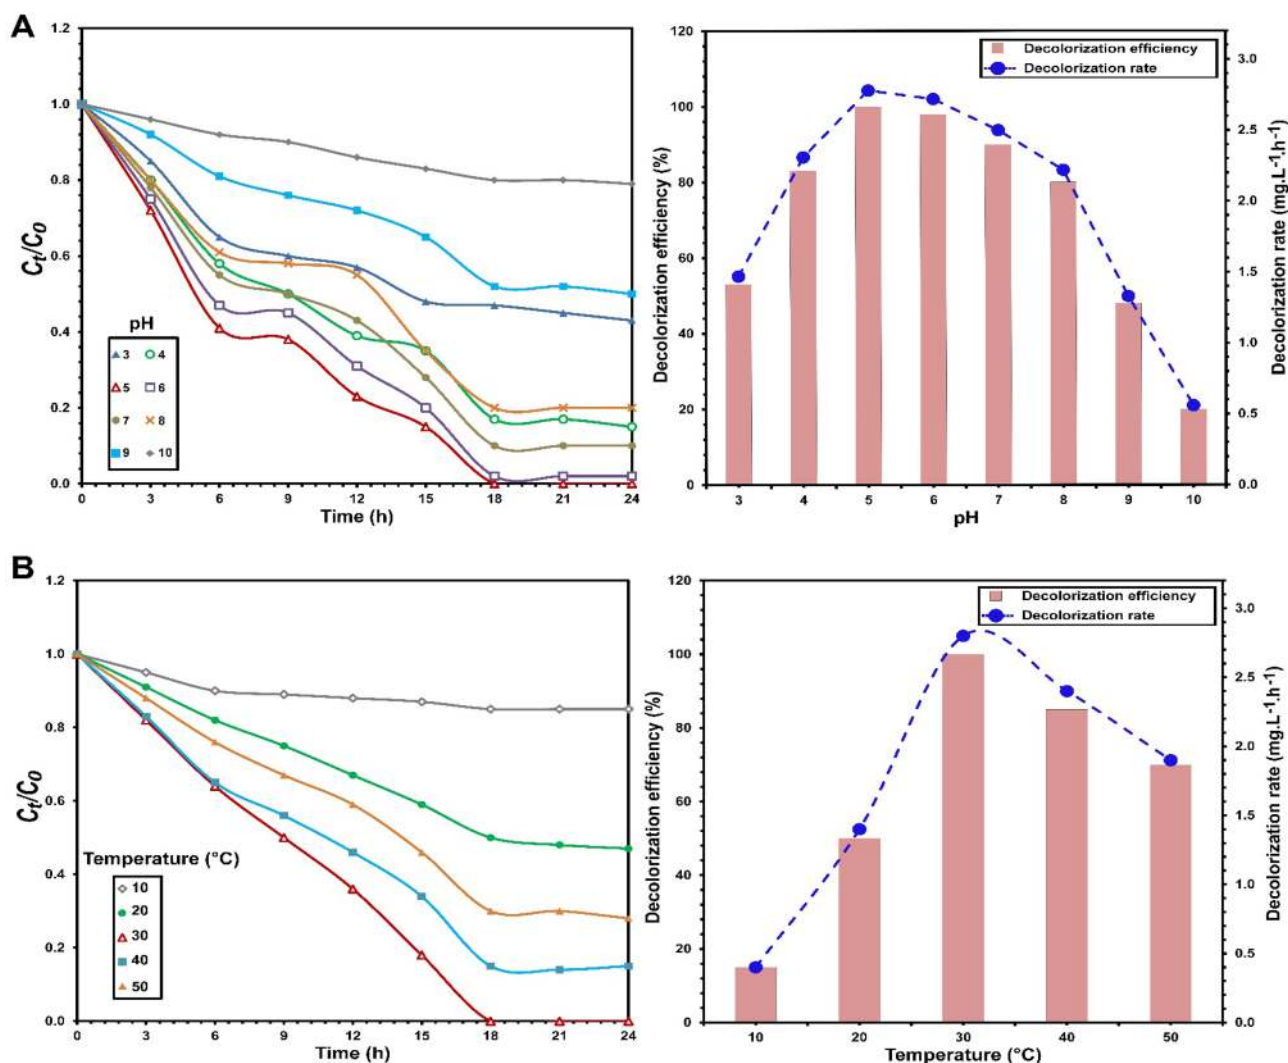 A
1.2
1.0
0.8
0.6
0.4
0.2
0.0
Ct/C0
pH
3 4
5 6
7 8
9 10
0 3 6 9 12 15 18 21 24
Time (h)
120
100
80
60
40
20
0
Decolorization efficiency (%)
Decolorization efficiency
Decolorization rate
3.0
2.5
2.0
1.5
1.0
0.5
0.0
Decolorization rate (mg.L-1.h-1)
3 4 5 6 7 8 9 10
pH
B
1.2
1.0
0.8
0.6
0.4
0.2
0.0
Ct/C0
Temperature (°C)
10
20
30
40
50
0 3 6 9 12 15 18 21 24
Time (h)
120
100
80
60
40
20
0
Decolorization efficiency (%)
Decolorization efficiency
Decolorization rate
3.0
2.5
2.0
1.5
1.0
0.5
0.0
Decolorization rate (mg.L-1.h-1)
10 20 30 40 50
Temperature (°C)